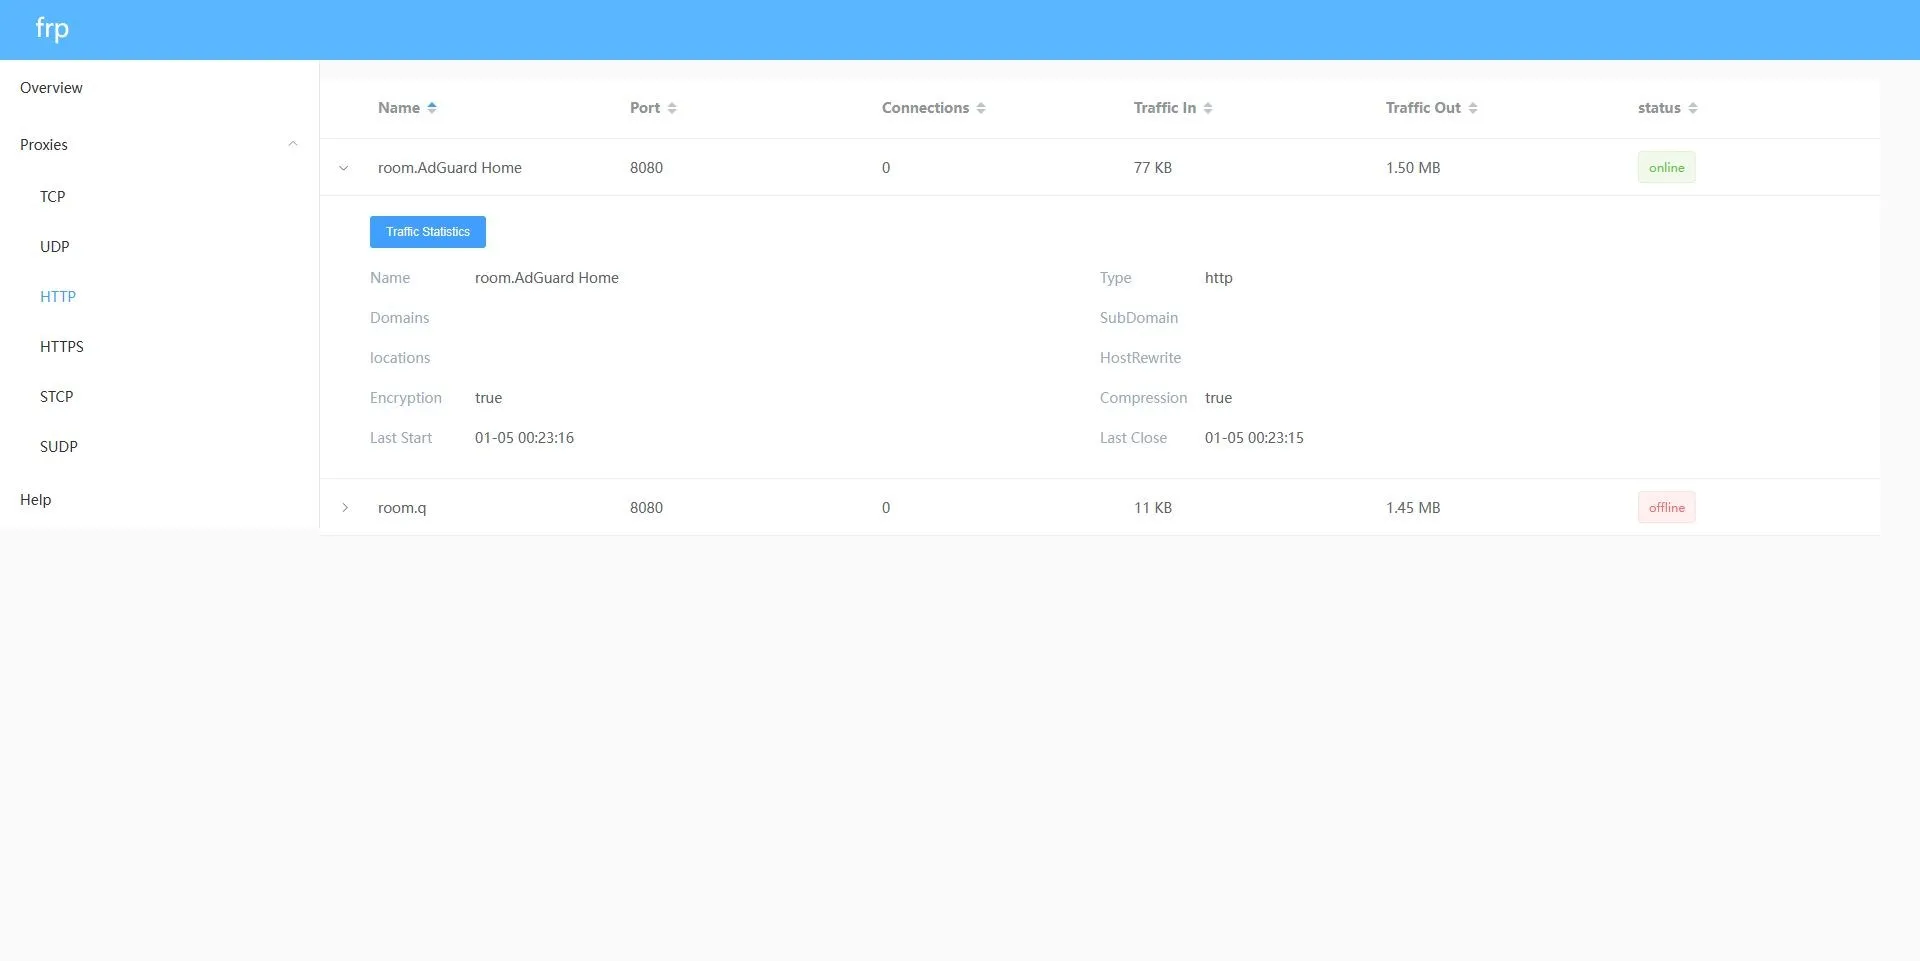 frp
Overview
Proxies
TCP
UDP
HTTP
HTTPS
STCP
SUDP
Help
Name Port Connections Traffic In Traffic Out status
room.AdGuard Home 8080 0 77 KB 1.50 MB online
Traffic Statistics
Name room.AdGuard Home Type http
Domains SubDomain
locations HostRewrite
Encryption true Compression true
Last Start 01-05 00:23:16 Last Close 01-05 00:23:15
room.q 8080 0 11 KB 1.45 MB offline